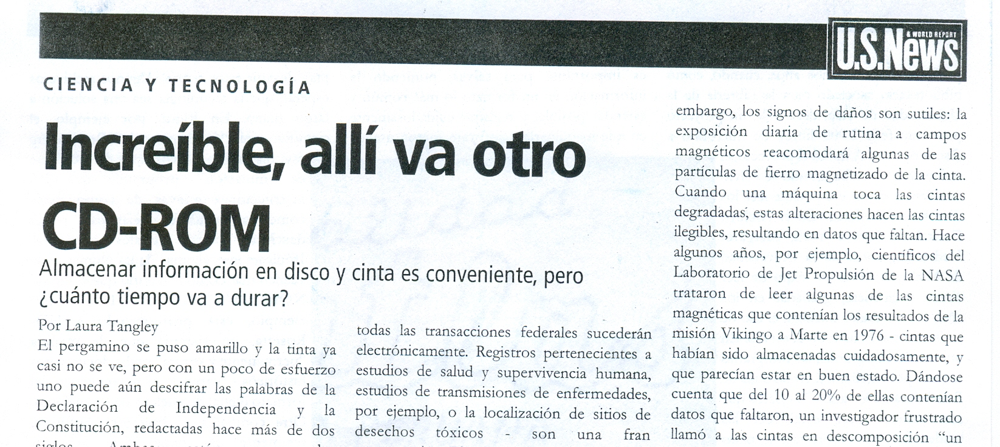 U.S.News
& WORLD REPORT
CIENCIA Y TECNOLOGÍA
Increíble, allí va otro
CD-ROM
Almacenar información en disco y cinta es conveniente, pero
¿cuánto tiempo va a durar?
Por Laura Tangley
El pergamino se puso amarillo y la tinta ya
casi no se ve, pero con un poco de esfuerzo
uno puede aún descifrar las palabras de la
Declaración de Independencia y la
Constitución, redactadas hace más de dos
todas las transacciones federales sucederán
electrónicamente. Registros pertenecientes a
estudios de salud y supervivencia humana,
estudios de transmisiones de enfermedades,
por ejemplo, o la localización de sitios de
desechos tóxicos - son una fran
embargo, los signos de daños son sutiles: la
exposición diaria de rutina a campos
magnéticos reacomodará algunas de las
partículas de fierro magnetizado de la cinta.
Cuando una máquina toca las cintas
degradadas, estas alteraciones hacen las cintas
ilegibles, resultando en datos que faltan. Hace
algunos años, por ejemplo, científicos del
Laboratorio de Jet Propulsión de la NASA
trataron de leer algunas de las cintas
magnéticas que contenían los resultados de la
misión Vikingo a Marte en 1976 - cintas que
habían sido almacenadas cuidadosamente, y
que parecían estar en buen estado. Dándose
cuenta que del 10 al 20% de ellas contenían
datos que faltaron, un investigador frustrado
llamó a las cintas en descomposición “un